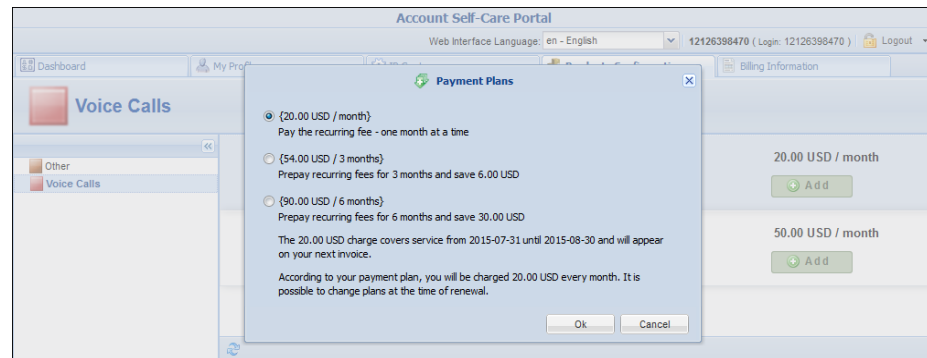 Account Self-Care Portal
Web Interface Language: en - English 12126398470 ( Login: 12126398470 ) Logout
Dashboard My Billing Information
Payment Plans
Voice Calls
{20.00 USD / month}
Pay the recurring fee - one month at a time
Other
Voice Calls
{54.00 USD / 3 months}
Prepay recurring fees for 3 months and save 6.00 USD
20.00 USD / month
Add
{90.00 USD / 6 months}
Prepay recurring fees for 6 months and save 30.00 USD
The 20.00 USD charge covers service from 2015-07-31 until 2015-08-30 and will appear
on your next invoice.
50.00 USD / month
Add
According to your payment plan, you will be charged 20.00 USD every month. It is
possible to change plans at the time of renewal.
Ok Cancel